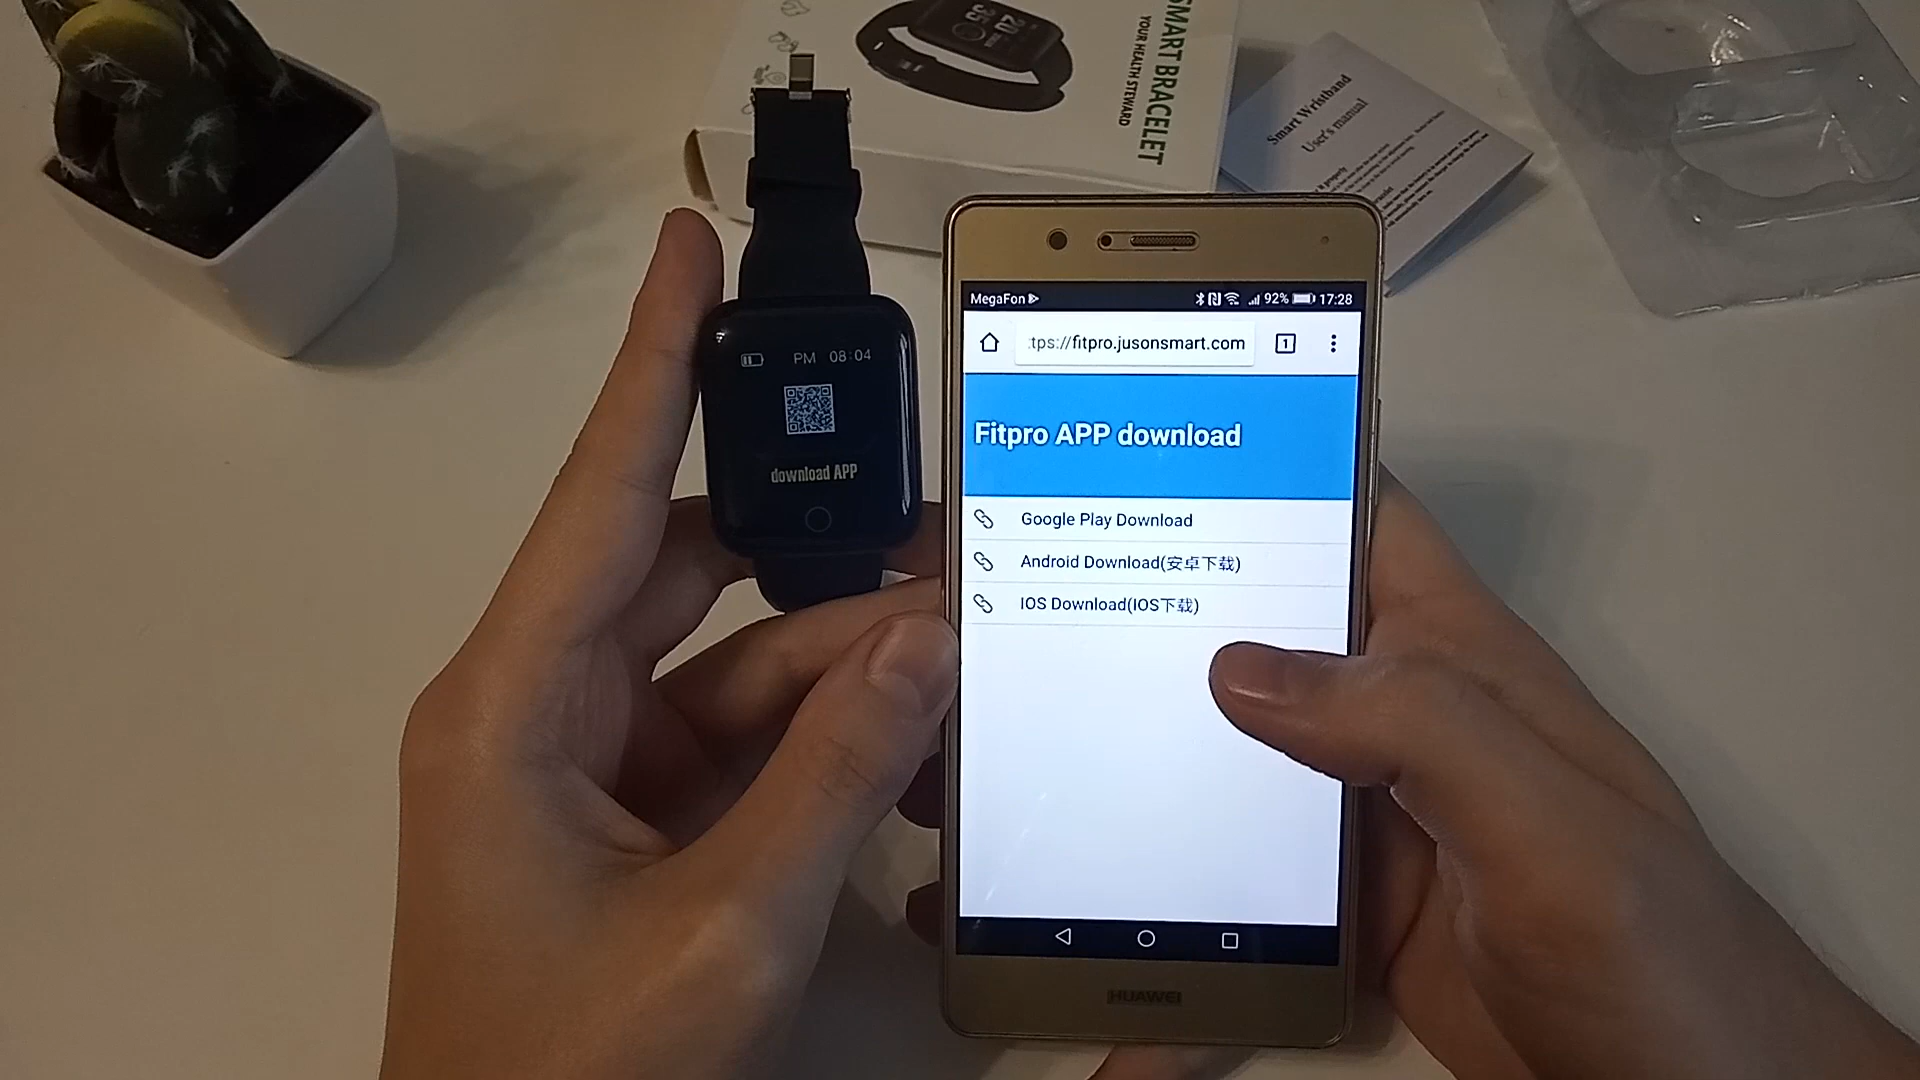 SMART BRACELET
YOUR HEALTH STEWARD
Smart Wristband
User's manual
PM 08:04
download APP
MegaFon
92% 17:28
:tps://fitpro.jusonsmart.com
1
Fitpro APP download
Google Play Download
Android Download(安卓下载)
IOS Download(IOS下载)
HUAWEI